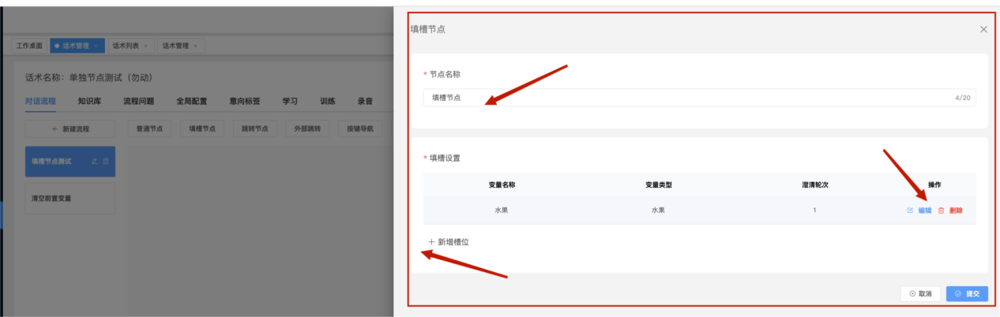 填槽节点
工作桌面 话术管理 × 话术列表 × 话术管理 ×
* 节点名称
话术名称：单独节点测试（勿动）
填槽节点 4/20
对话流程 知识库 流程问题 全局配置 意向标签 学习 训练 录音
+ 新建流程 普通节点 填槽节点 跳转节点 外部跳转 按键导航
填槽节点测试
* 填槽设置
变量名称 变量类型 澄清轮次 操作
清空前置变量
水果 水果 1 编辑 删除
+ 新增槽位
取消 提交